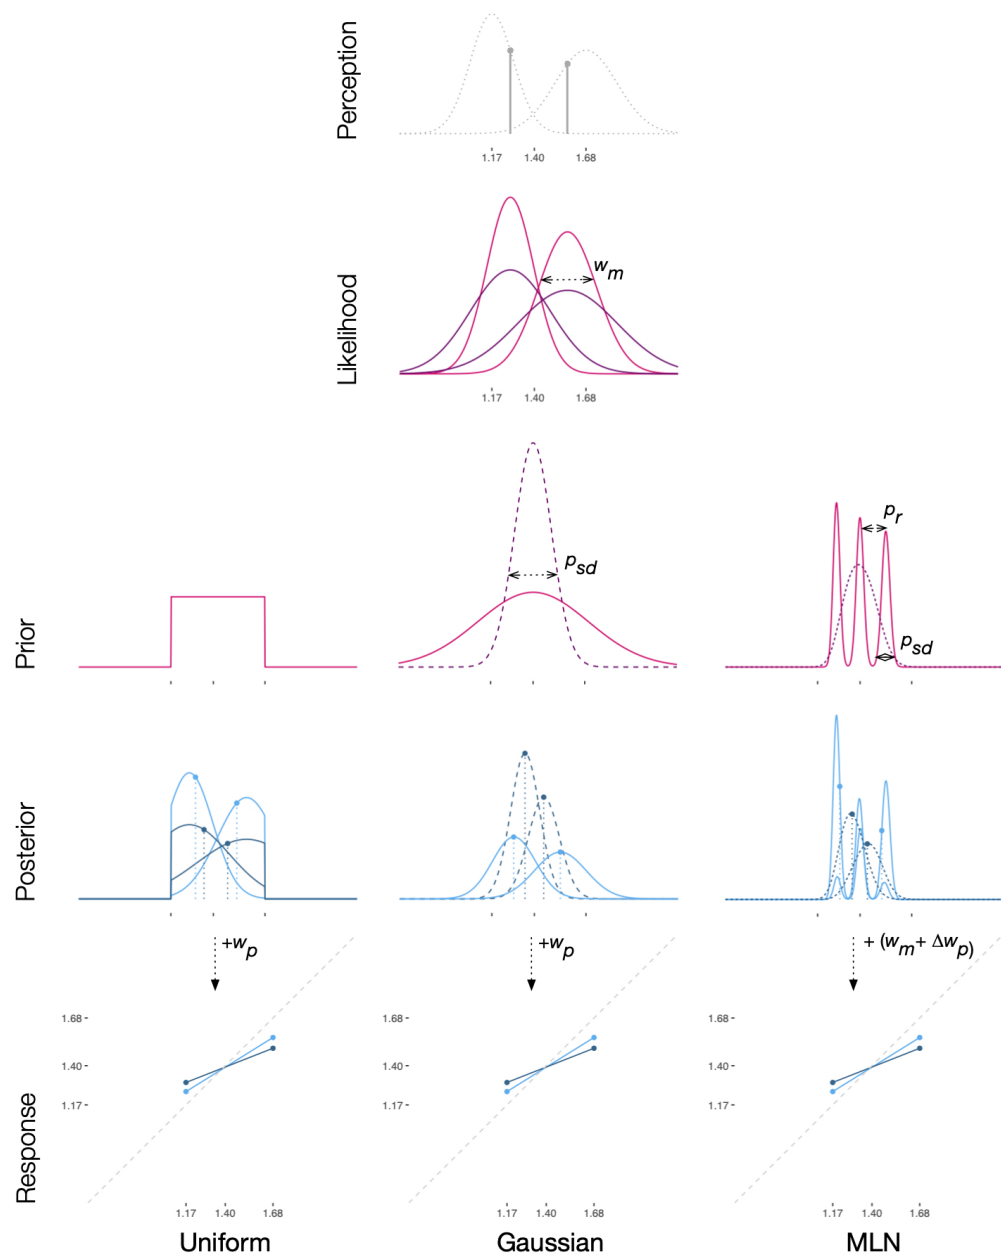 Perception
1.17 1.40 1.68
Likelihood
w_m
1.17 1.40 1.68
Prior
p_sd
p_r
p_sd
Posterior
+w_p
+w_p
+ (w_m+ Δw_p)
Response
1.68
1.40
1.17
1.68
1.40
1.17
1.68
1.40
1.17
1.17 1.40 1.68
1.17 1.40 1.68
1.17 1.40 1.68
Uniform
Gaussian
MLN